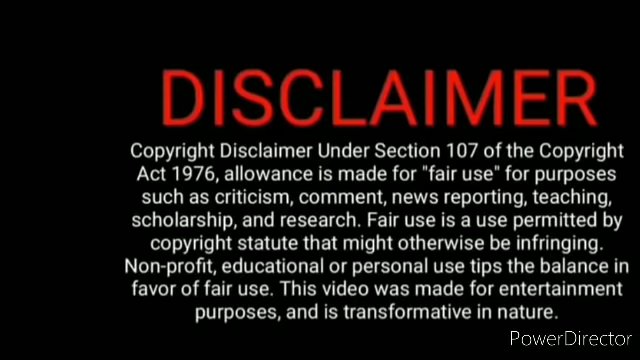 DISCLAIMER
Copyright Disclaimer Under Section 107 of the Copyright
Act 1976, allowance is made for "fair use" for purposes
such as criticism, comment, news reporting, teaching,
scholarship, and research. Fair use is a use permitted by
copyright statute that might otherwise be infringing.
Non-profit, educational or personal use tips the balance in
favor of fair use. This video was made for entertainment
purposes, and is transformative in nature.
PowerDirector